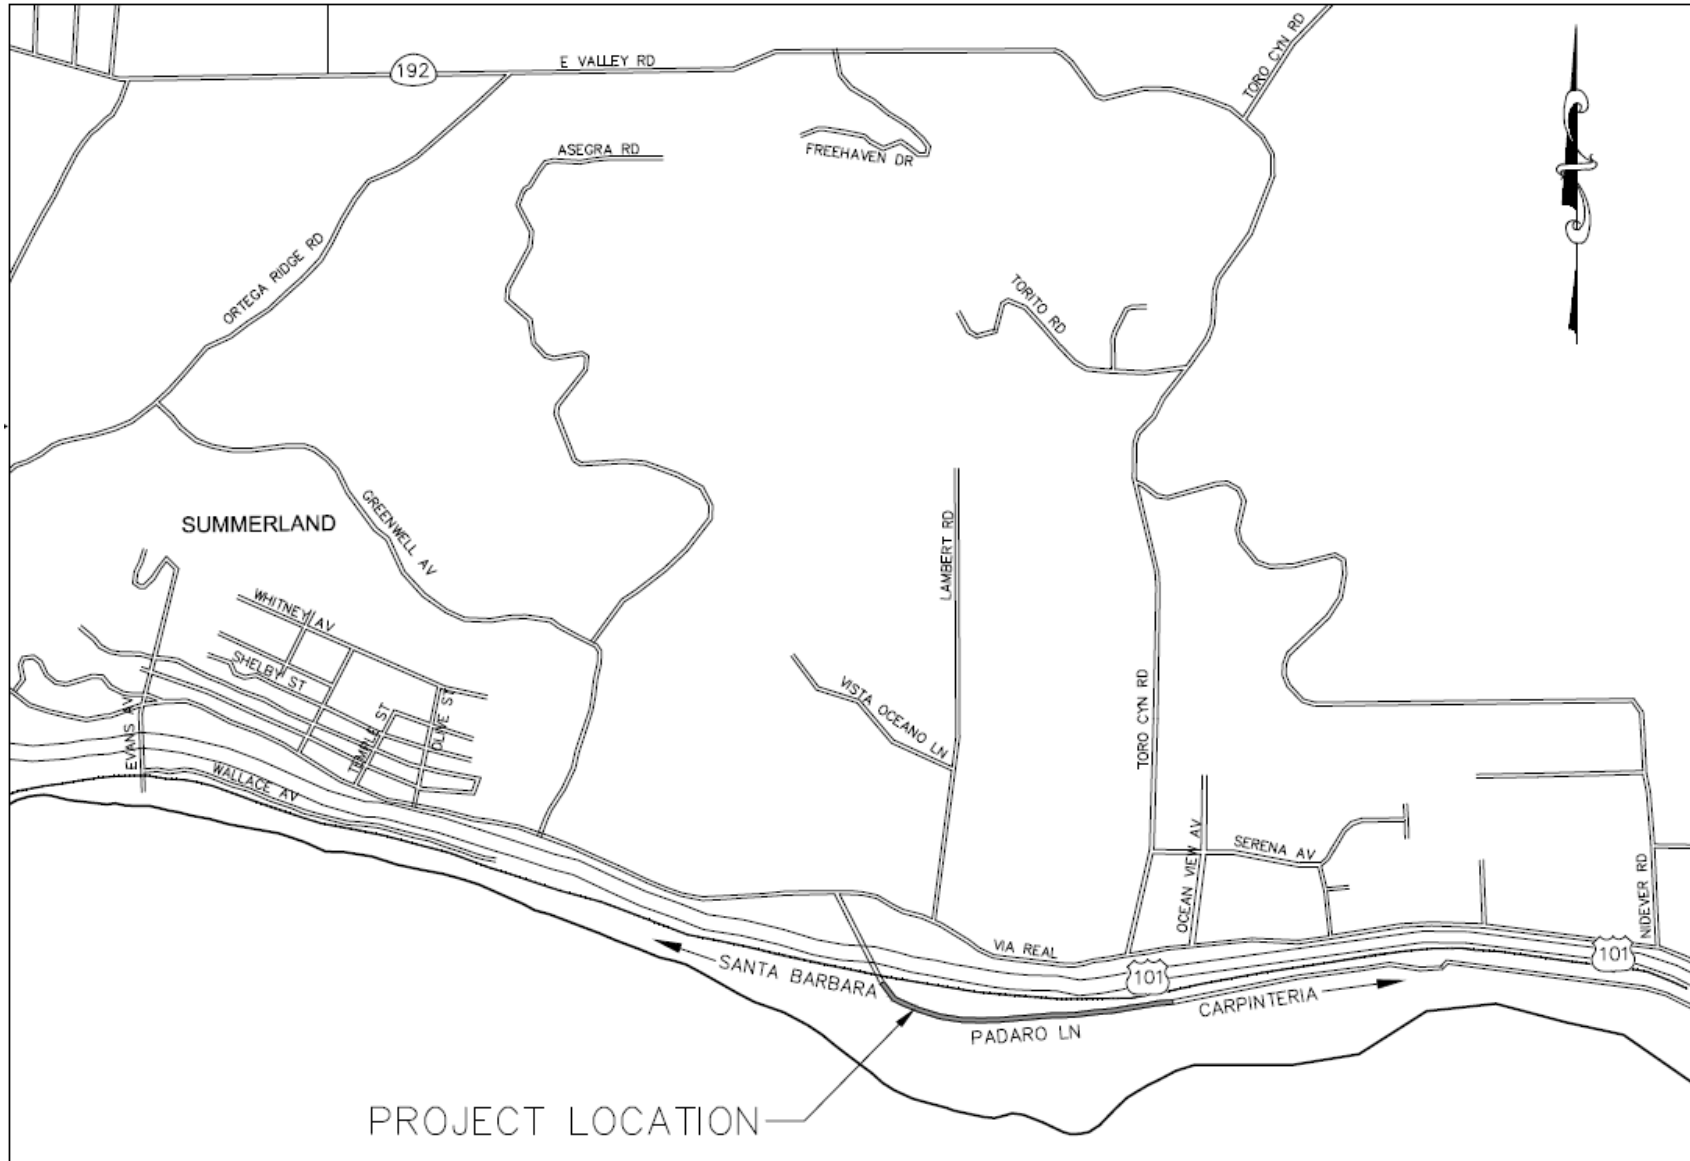 TORO CYN RD
E VALLEY RD
192
ASEGRA RD
FREEHAVEN DR
ORTEGA RIDGE RD
TORITO RD
SUMMERLAND
GREENWELL AV
LAMBERT RD
WHITNEY AV
SHELBY ST
VISTA OCEANO LN
TORO CYN RD
EVANS AV
TEMPLE ST
OLIVE ST
WALLACE AV
OCEAN VIEW AV
SERENA AV
NIDEVER RD
VIA REAL
101
101
SANTA BARBARA
CARPINTERIA
PADARO LN
PROJECT LOCATION